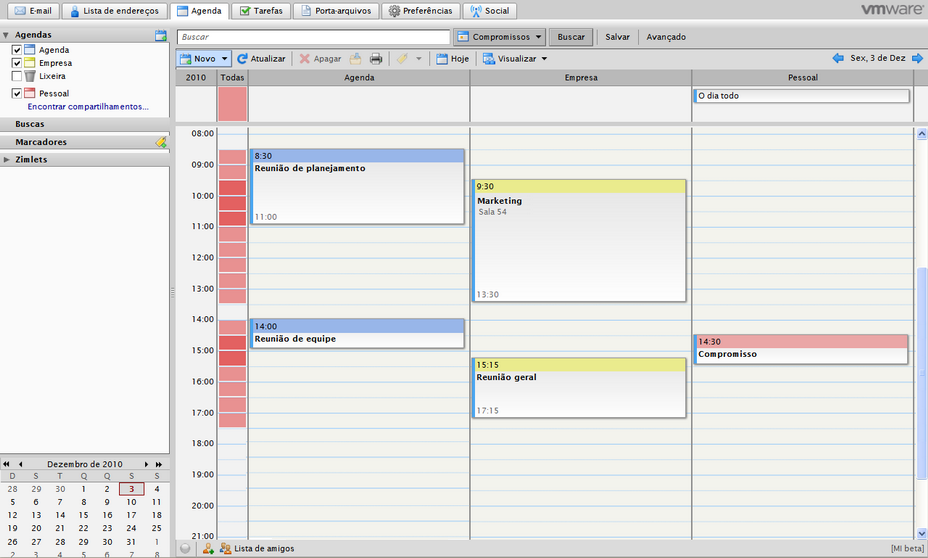 E-mail Lista de endereços Agenda Tarefas Porta-arquivos Preferências Social vmware
Agendas
Agenda
Empresa
Lixeira
Pessoal
Encontrar compartilhamentos...
Buscas
Marcadores
Zimlets
Buscar Compromissos Buscar Salvar Avançado
Novo Atualizar Apagar Hoje Visualizar Sex, 3 de Dez
2010 Todas Agenda Empresa Pessoal
O dia todo
08:00
09:00
10:00
11:00
12:00
13:00
14:00
15:00
16:00
17:00
18:00
19:00
20:00
21:00
8:30
Reunião de planejamento
11:00
14:00
Reunião de equipe
9:30
Marketing
Sala 54
13:30
15:15
Reunião geral
17:15
14:30
Compromisso
Dezembro de 2010
D S T Q Q S S
28 29 30 1 2 3 4
5 6 7 8 9 10 11
12 13 14 15 16 17 18
19 20 21 22 23 24 25
26 27 28 29 30 31 1
2 3 4 5 6 7 8
Lista de amigos [MI beta]